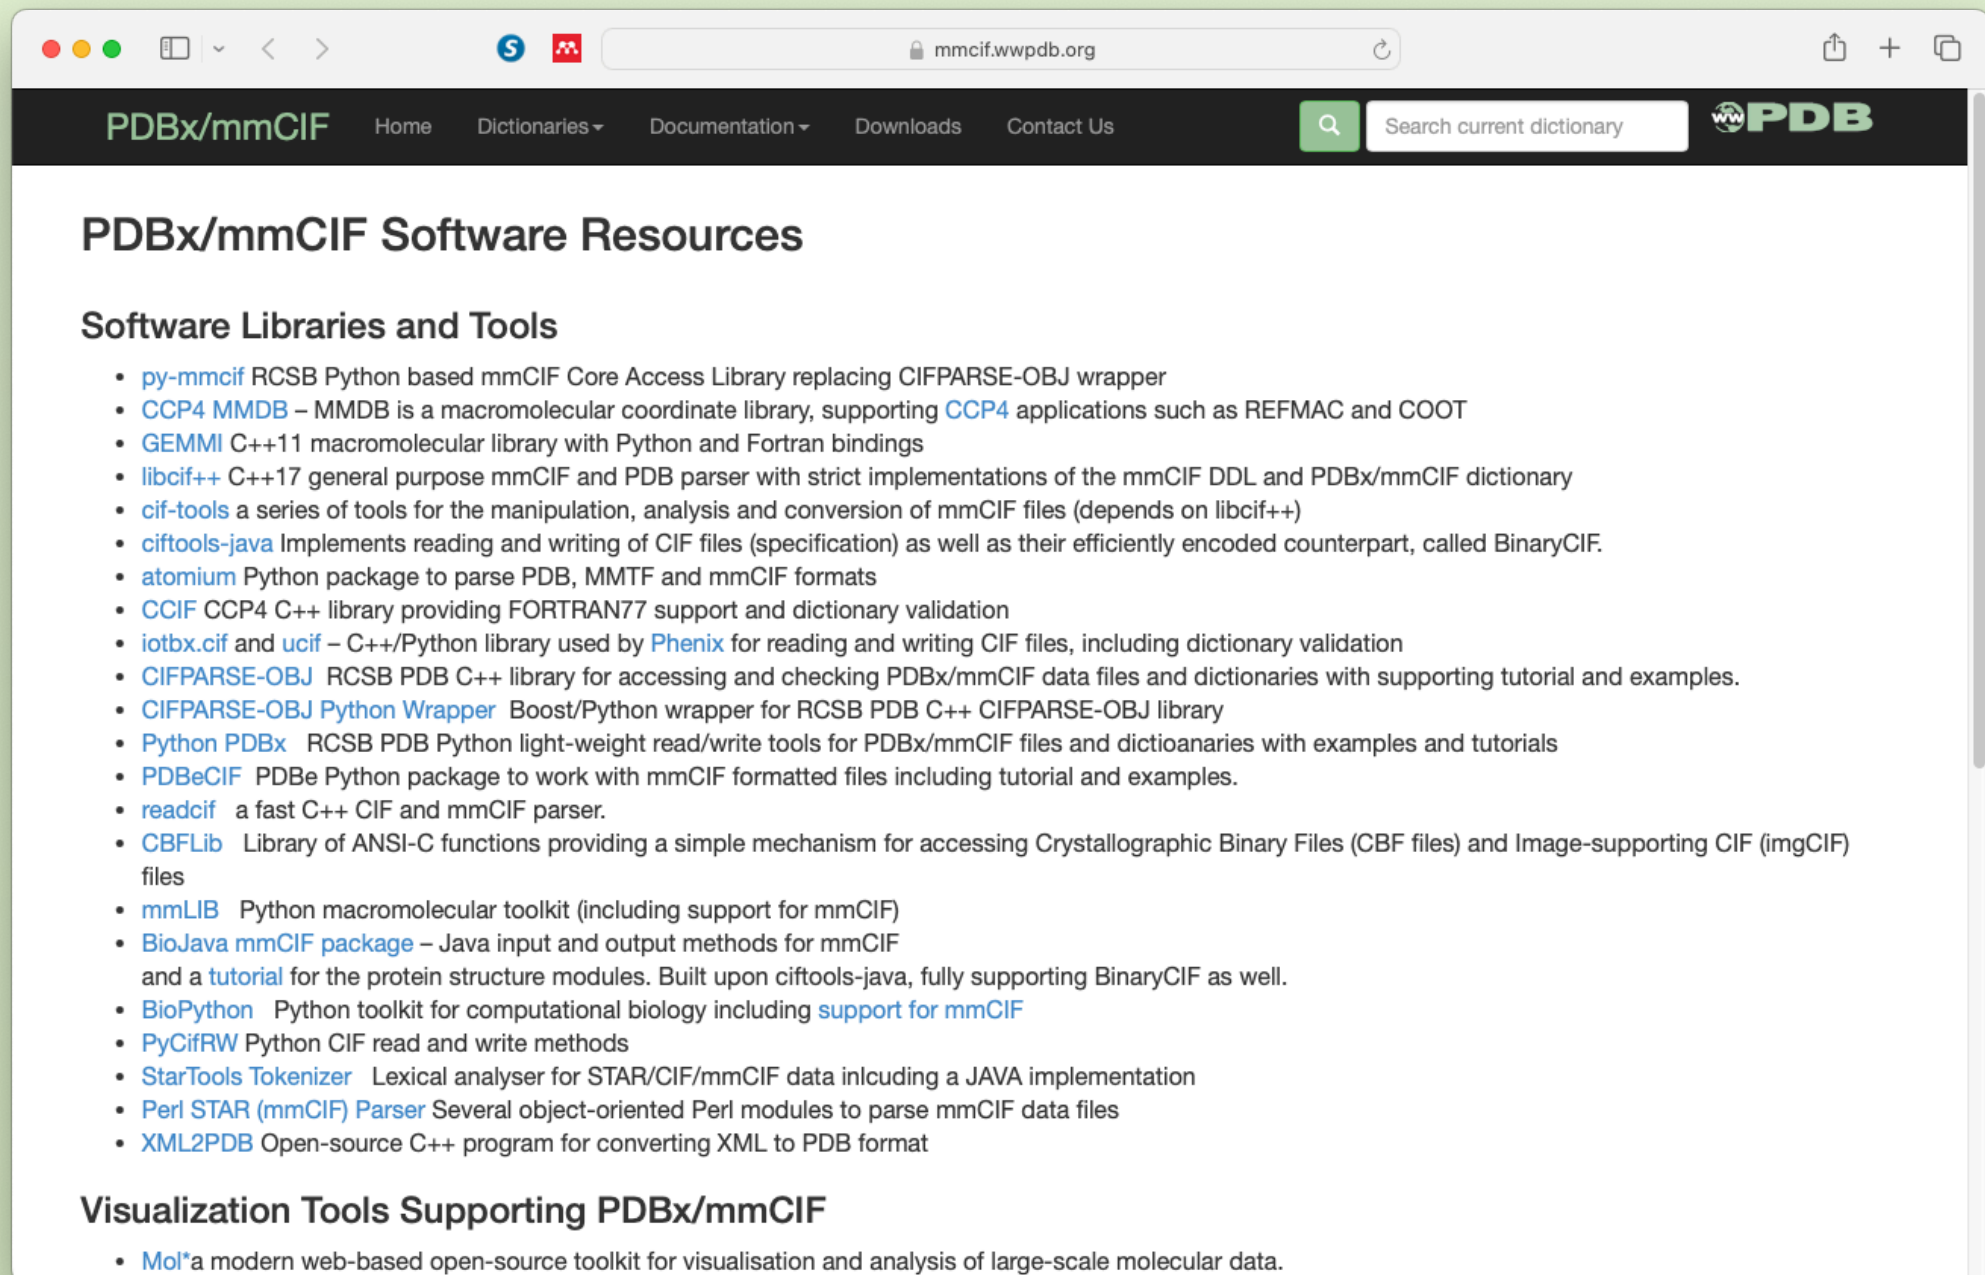 mmcif.wwpdb.org
PDBx/mmCIF Home Dictionaries Documentation Downloads Contact Us Search current dictionary wwPDB
PDBx/mmCIF Software Resources
Software Libraries and Tools
• py-mmcif RCSB Python based mmCIF Core Access Library replacing CIFPARSE-OBJ wrapper
• CCP4 MMDB – MMDB is a macromolecular coordinate library, supporting CCP4 applications such as REFMAC and COOT
• GEMMI C++11 macromolecular library with Python and Fortran bindings
• libcif++ C++17 general purpose mmCIF and PDB parser with strict implementations of the mmCIF DDL and PDBx/mmCIF dictionary
• cif-tools a series of tools for the manipulation, analysis and conversion of mmCIF files (depends on libcif++)
• ciftools-java Implements reading and writing of CIF files (specification) as well as their efficiently encoded counterpart, called BinaryCIF.
• atomium Python package to parse PDB, MMTF and mmCIF formats
• CCIF CCP4 C++ library providing FORTRAN77 support and dictionary validation
• iotbx.cif and ucif – C++/Python library used by Phenix for reading and writing CIF files, including dictionary validation
• CIFPARSE-OBJ RCSB PDB C++ library for accessing and checking PDBx/mmCIF data files and dictionaries with supporting tutorial and examples.
• CIFPARSE-OBJ Python Wrapper Boost/Python wrapper for RCSB PDB C++ CIFPARSE-OBJ library
• Python PDBx RCSB PDB Python light-weight read/write tools for PDBx/mmCIF files and dictioanaries with examples and tutorials
• PDBeCIF PDBe Python package to work with mmCIF formatted files including tutorial and examples.
• readcif a fast C++ CIF and mmCIF parser.
• CBFLib Library of ANSI-C functions providing a simple mechanism for accessing Crystallographic Binary Files (CBF files) and Image-supporting CIF (imgCIF)
files
• mmLIB Python macromolecular toolkit (including support for mmCIF)
• BioJava mmCIF package – Java input and output methods for mmCIF
and a tutorial for the protein structure modules. Built upon ciftools-java, fully supporting BinaryCIF as well.
• BioPython Python toolkit for computational biology including support for mmCIF
• PyCifRW Python CIF read and write methods
• StarTools Tokenizer Lexical analyser for STAR/CIF/mmCIF data inlcuding a JAVA implementation
• Perl STAR (mmCIF) Parser Several object-oriented Perl modules to parse mmCIF data files
• XML2PDB Open-source C++ program for converting XML to PDB format
Visualization Tools Supporting PDBx/mmCIF
• Mol*a modern web-based open-source toolkit for visualisation and analysis of large-scale molecular data.